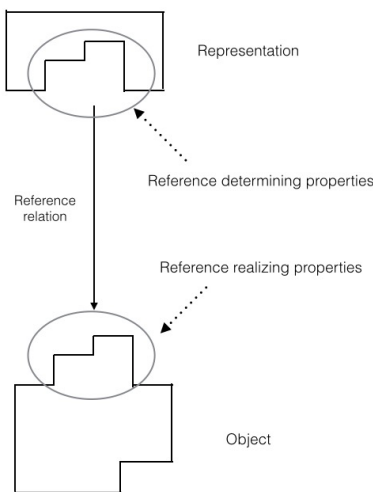 Representation
Reference determining properties
Reference
relation
Reference realizing properties
Object